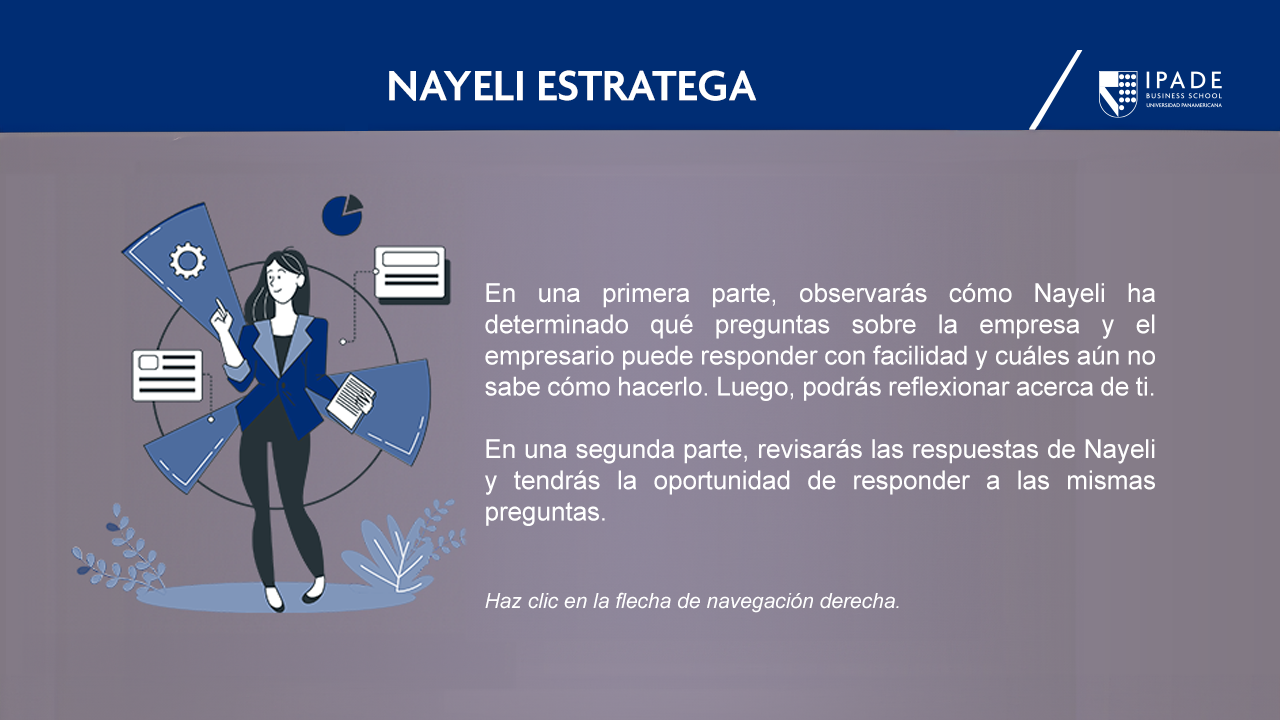 NAYELI ESTRATEGA
IPADE
BUSINESS SCHOOL
UNIVERSIDAD PANAMERICANA
En una primera parte, observarás cómo Nayeli ha
determinado qué preguntas sobre la empresa y el
empresario puede responder con facilidad y cuáles aún no
sabe cómo hacerlo. Luego, podrás reflexionar acerca de ti.
En una segunda parte, revisarás las respuestas de Nayeli
y tendrás la oportunidad de responder a las mismas
preguntas.
Haz clic en la flecha de navegación derecha.